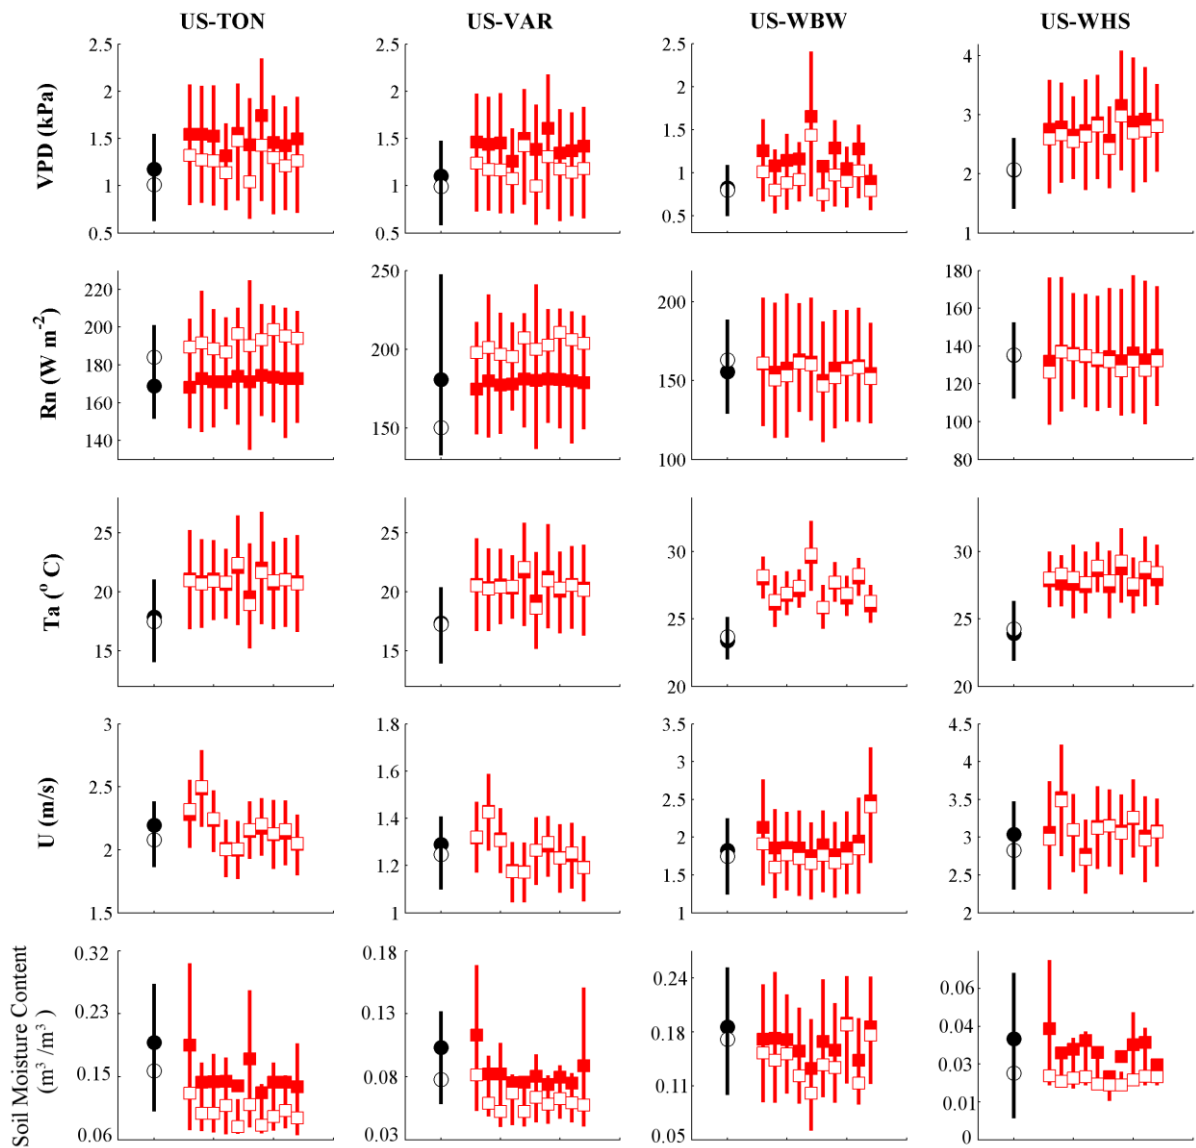 US-TON US-VAR US-WBW US-WHS
VPD (kPa)
2.5 2 1.5 1 0.5
2.5 2 1.5 1 0.5
2.5 2 1.5 1 0.5
4 3 2 1
Rn (W m-2)
220 200 180 160 140
250 200 150
200 150 100
180 160 140 120 100 80
Ta (o C)
25 20 15
25 20 15
30 25 20
30 25 20
U (m/s)
3 2.5 2 1.5
1.8 1.6 1.4 1.2 1
3.5 3 2.5 2 1.5 1
4.5 4 3.5 3 2.5 2
Soil Moisture Content
(m3 /m3 )
0.32 0.23 0.15 0.06
0.18 0.13 0.08 0.03
0.24 0.18 0.11 0.05
0.06 0.04 0.03 0.01 0